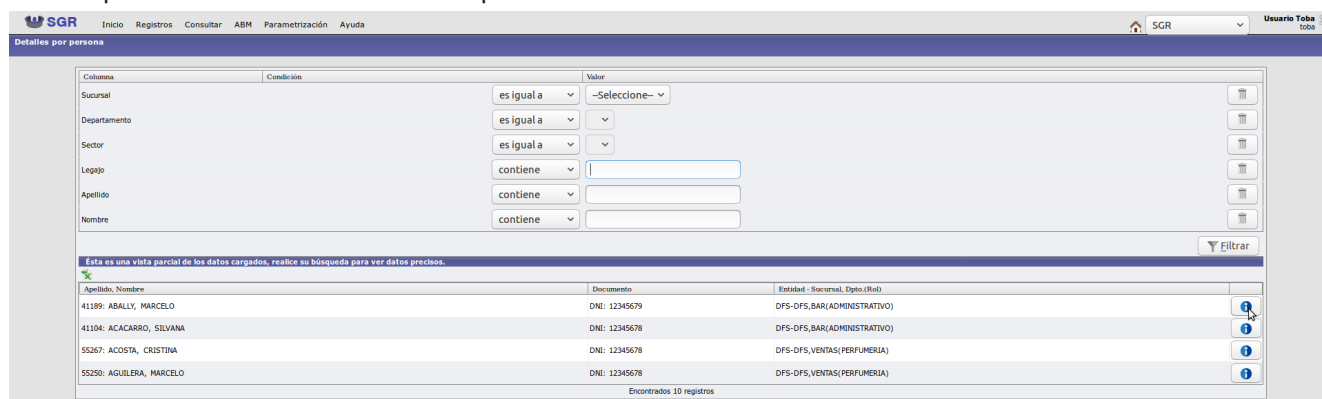 SGR Inicio Registros Consultar ABM Parametrización Ayuda SGR Usuario Toba
toba
Detalles por persona
Columna Condición Valor
Sucursal es igual a --Seleccione--
Departamento es igual a
Sector es igual a
Legajo contiene
Apellido contiene
Nombre contiene
Filtrar
Ésta es una vista parcial de los datos cargados, realice su búsqueda para ver datos precisos.
Apellido, Nombre Documento Entidad - Sucursal, Dpto.(Rol)
41189: ABALLY, MARCELO DNI: 12345679 DFS-DFS,BAR(ADMINISTRATIVO)
41104: ACACARRO, SILVANA DNI: 12345678 DFS-DFS,BAR(ADMINISTRATIVO)
55267: ACOSTA, CRISTINA DNI: 12345678 DFS-DFS,VENTAS(PERFUMERIA)
55250: AGUILERA, MARCELO DNI: 12345678 DFS-DFS,VENTAS(PERFUMERIA)
Encontrados 10 registros